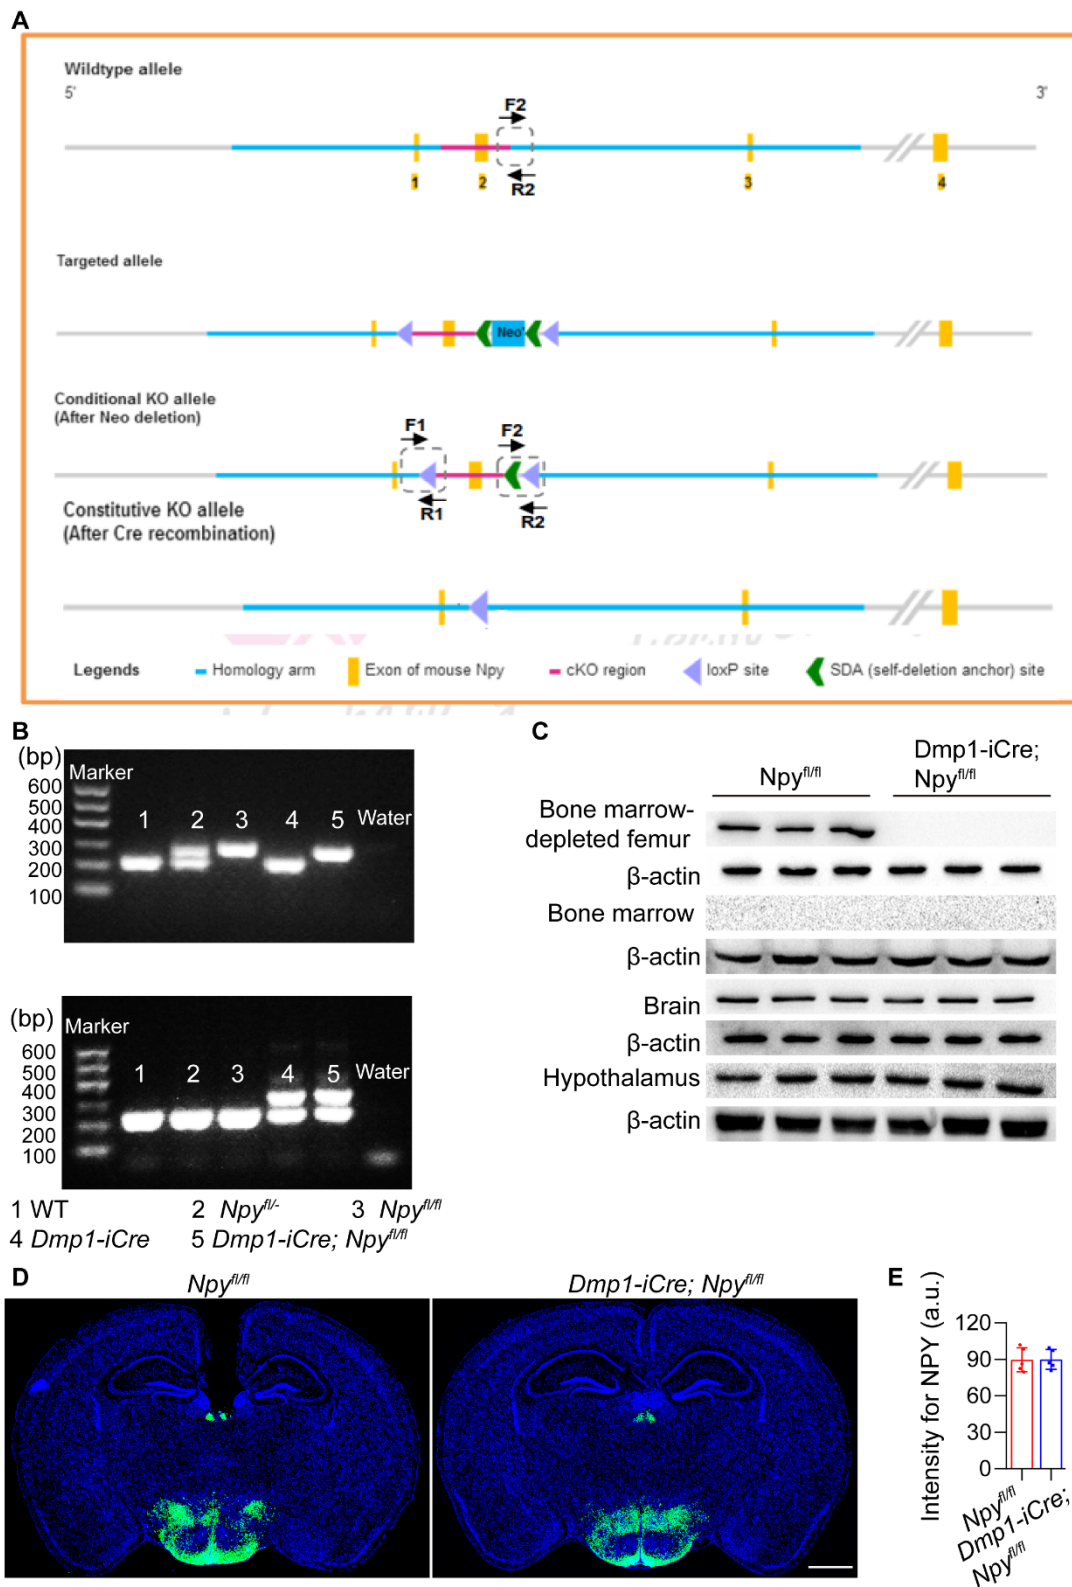 A
Wildtype allele
5'
3'
F2
1
2
3
4
R2
Targeted allele
Neo
Conditional KO allele
(After Neo deletion)
F1
F2
R1
R2
Constitutive KO allele
(After Cre recombination)
Legends
Homology arm
Exon of mouse Npy
cKO region
loxP site
SDA (self-deletion anchor) site
B
(bp)
Marker
600
500
400
300
200
100
1
2
3
4
5
Water
(bp)
Marker
600
500
400
300
200
100
1
2
3
4
5
Water
1 WT
2 Npyfl/-
3 Npyfl/fl
4 Dmp1-iCre
5 Dmp1-iCre; Npyfl/fl
C
Npyfl/fl
Dmp1-iCre;
Npyfl/fl
Bone marrow-
depleted femur
β-actin
Bone marrow
β-actin
Brain
β-actin
Hypothalamus
β-actin
D
Npyfl/fl
Dmp1-iCre; Npyfl/fl
E
Intensity for NPY (a.u.)
120
90
60
30
0
Npyfl/fl
Dmp1-iCre;
Npyfl/fl